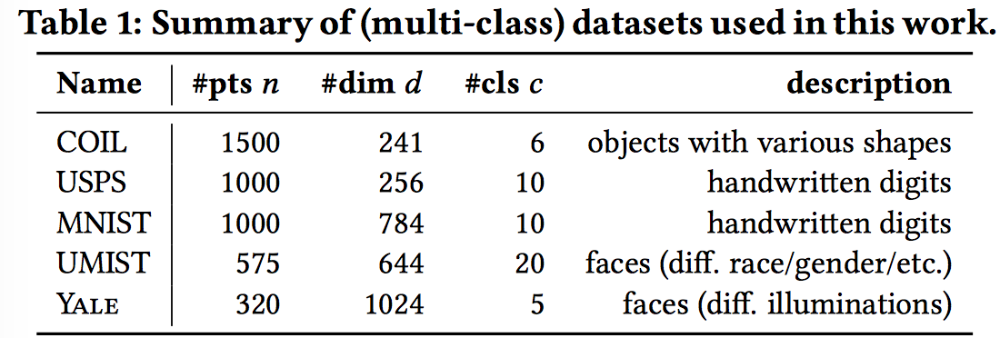 Table 1: Summary of (multi-class) datasets used in this work.
Name #pts n #dim d #cls c description
COIL 1500 241 6 objects with various shapes
USPS 1000 256 10 handwritten digits
MNIST 1000 784 10 handwritten digits
UMIST 575 644 20 faces (diff. race/gender/etc.)
YALE 320 1024 5 faces (diff. illuminations)